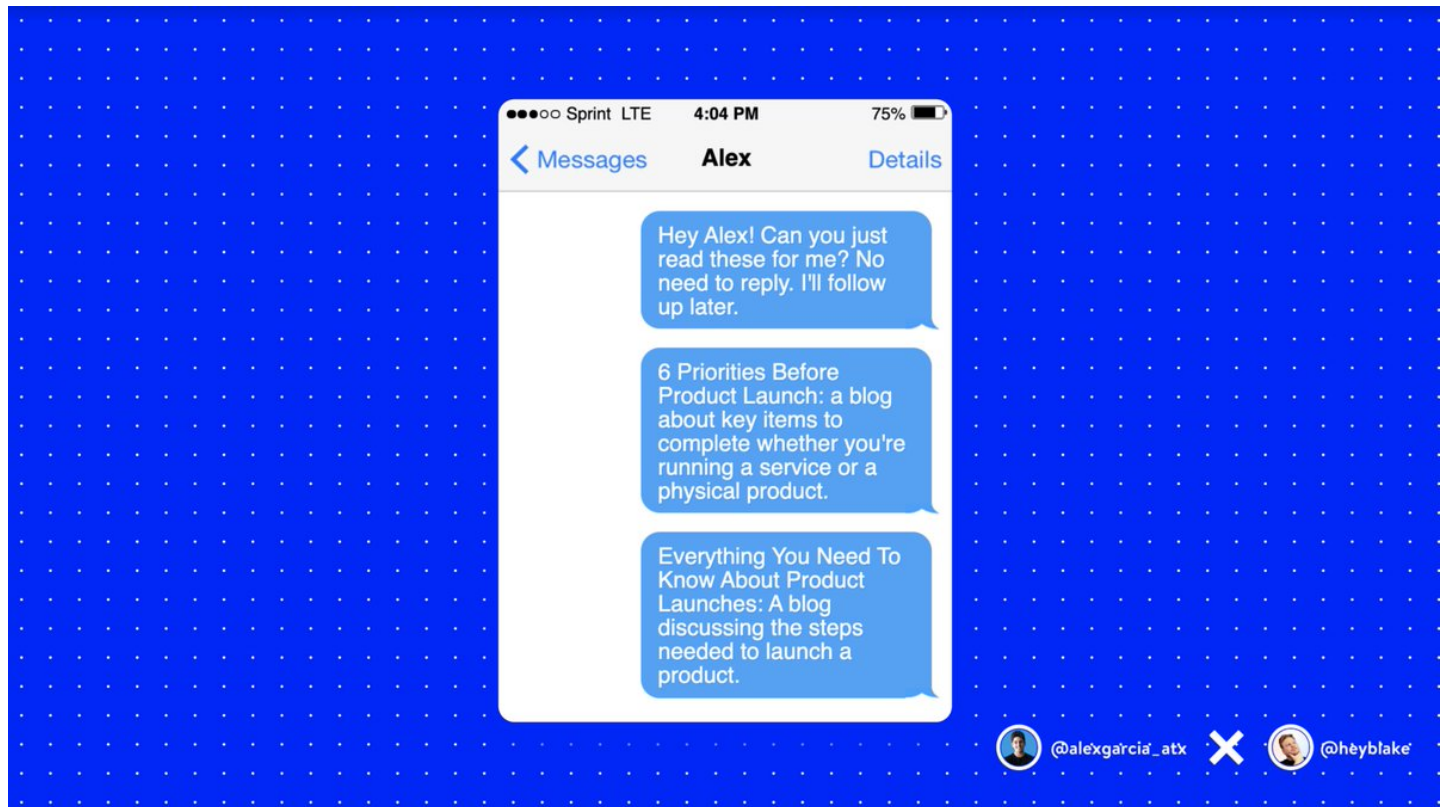 ●●●○○ Sprint LTE 4:04 PM 75%
Messages Alex Details
Hey Alex! Can you just
read these for me? No
need to reply. I'll follow
up later.
6 Priorities Before
Product Launch: a blog
about key items to
complete whether you're
running a service or a
physical product.
Everything You Need To
Know About Product
Launches: A blog
discussing the steps
needed to launch a
product.
@alexgarcia_atx @heyblake